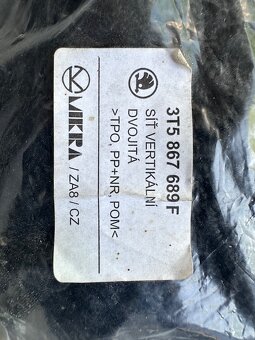 3T5 867 689F
SÍŤ VERTIKÁLNÍ
DVOJITÁ
>TPO, PP+NR, POM<
MIKRA / ZA8 / CZ